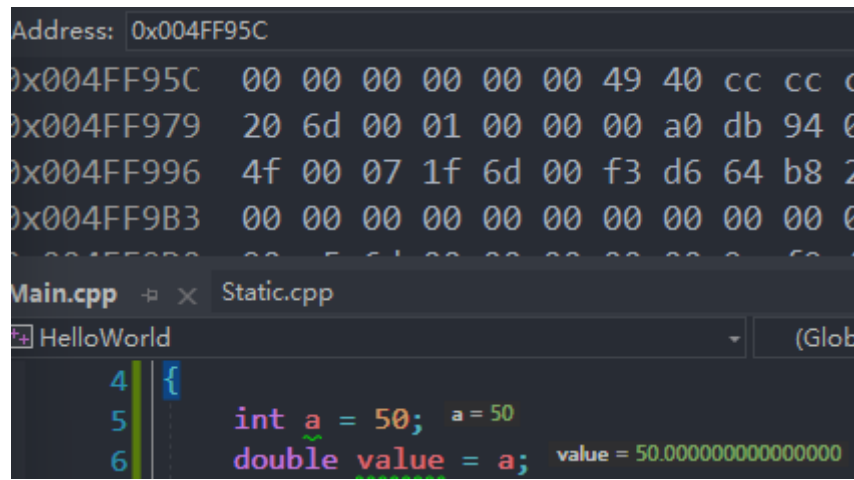 Address: 0x004FF95C
0x004FF95C 00 00 00 00 00 00 49 40 cc cc
0x004FF979 20 6d 00 01 00 00 00 a0 db 94
0x004FF996 4f 00 07 1f 6d 00 f3 d6 64 b8
0x004FF9B3 00 00 00 00 00 00 00 00 00 00
Main.cpp Static.cpp
HelloWorld (Glob
4 {
5 int a = 50; a = 50
6 double value = a; value = 50.000000000000000